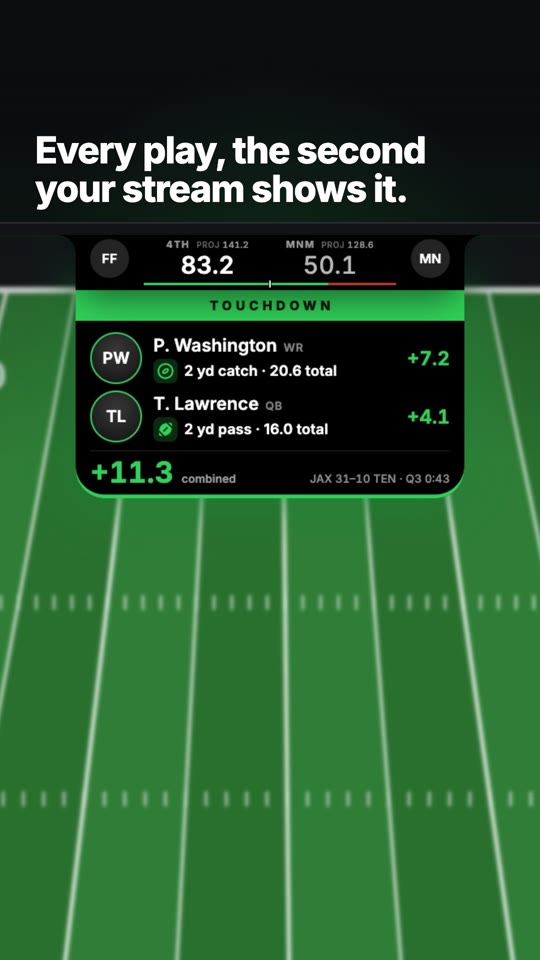 Every play, the second
your stream shows it.
FF
4TH PROJ 141.2
83.2
MNM PROJ 128.6
50.1
MN
TOUCHDOWN
PW
P. Washington WR
2 yd catch · 20.6 total
+7.2
TL
T. Lawrence QB
2 yd pass · 16.0 total
+4.1
+11.3 combined
JAX 31–10 TEN · Q3 0:43